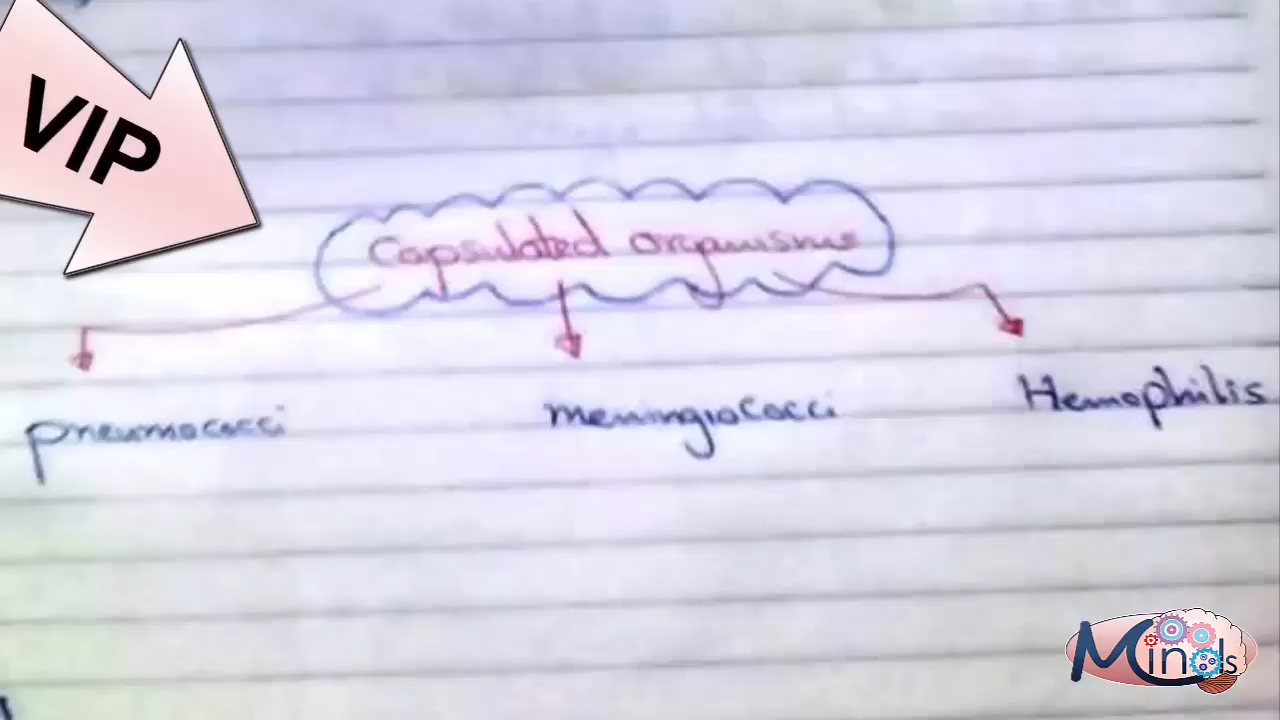 VIP
Capsulated organisms
pneumococci
meningiococci
Hemophilis
Minds